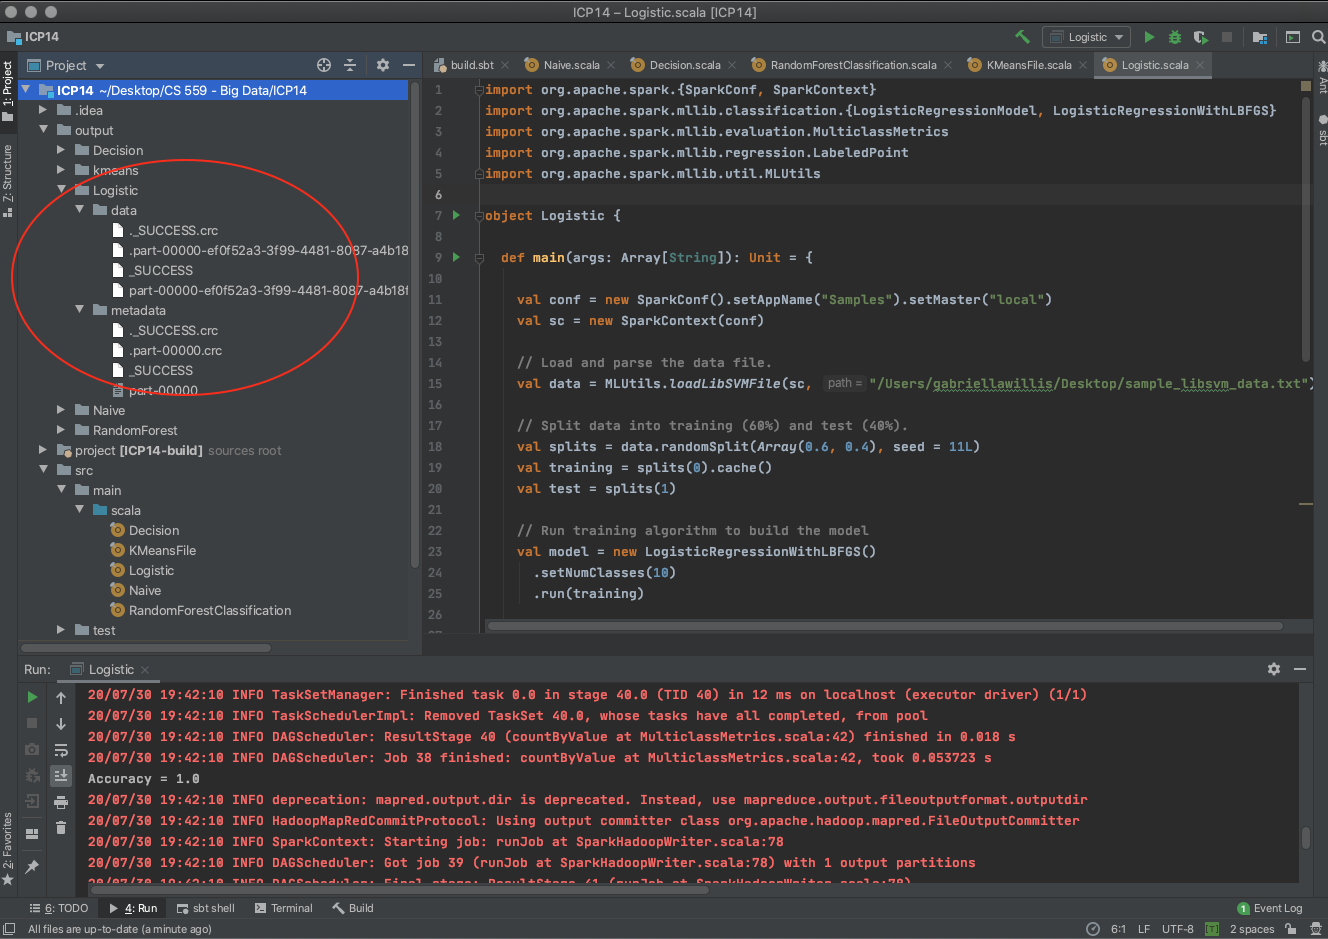 ICP14 – Logistic.scala [ICP14]
ICP14
Logistic
Project
build.sbt
Naive.scala
Decision.scala
RandomForestClassification.scala
KMeansFile.scala
Logistic.scala
1: Project
Z: Structure
2: Favorites
Ant
sbt
ICP14 ~/Desktop/CS 559 - Big Data/ICP14
.idea
output
Decision
kmeans
Logistic
data
._SUCCESS.crc
.part-00000-ef0f52a3-3f99-4481-8087-a4b18
_SUCCESS
part-00000-ef0f52a3-3f99-4481-8087-a4b18f
metadata
._SUCCESS.crc
.part-00000.crc
_SUCCESS
part-00000
Naive
RandomForest
project [ICP14-build] sources root
src
main
scala
Decision
KMeansFile
Logistic
Naive
RandomForestClassification
test
1 import org.apache.spark.{SparkConf, SparkContext}
2 import org.apache.spark.mllib.classification.{LogisticRegressionModel, LogisticRegressionWithLBFGS}
3 import org.apache.spark.mllib.evaluation.MulticlassMetrics
4 import org.apache.spark.mllib.regression.LabeledPoint
5 import org.apache.spark.mllib.util.MLUtils
6
7 object Logistic {
8
9 def main(args: Array[String]): Unit = {
10
11 val conf = new SparkConf().setAppName("Samples").setMaster("local")
12 val sc = new SparkContext(conf)
13
14 // Load and parse the data file.
15 val data = MLUtils.loadLibSVMFile(sc, path = "/Users/gabriellawillis/Desktop/sample_libsvm_data.txt")
16
17 // Split data into training (60%) and test (40%).
18 val splits = data.randomSplit(Array(0.6, 0.4), seed = 11L)
19 val training = splits(0).cache()
20 val test = splits(1)
21
22 // Run training algorithm to build the model
23 val model = new LogisticRegressionWithLBFGS()
24 .setNumClasses(10)
25 .run(training)
26
Run: Logistic
20/07/30 19:42:10 INFO TaskSetManager: Finished task 0.0 in stage 40.0 (TID 40) in 12 ms on localhost (executor driver) (1/1)
20/07/30 19:42:10 INFO TaskSchedulerImpl: Removed TaskSet 40.0, whose tasks have all completed, from pool
20/07/30 19:42:10 INFO DAGScheduler: ResultStage 40 (countByValue at MulticlassMetrics.scala:42) finished in 0.018 s
20/07/30 19:42:10 INFO DAGScheduler: Job 38 finished: countByValue at MulticlassMetrics.scala:42, took 0.053723 s
Accuracy = 1.0
20/07/30 19:42:10 INFO deprecation: mapred.output.dir is deprecated. Instead, use mapreduce.output.fileoutputformat.outputdir
20/07/30 19:42:10 INFO HadoopMapRedCommitProtocol: Using output committer class org.apache.hadoop.mapred.FileOutputCommitter
20/07/30 19:42:10 INFO SparkContext: Starting job: runJob at SparkHadoopWriter.scala:78
20/07/30 19:42:10 INFO DAGScheduler: Got job 39 (runJob at SparkHadoopWriter.scala:78) with 1 output partitions
20/07/30 19:42:10 INFO DAGScheduler: Final stage: ResultStage 41 (runJob at SparkHadoopWriter.scala:78)
6: TODO
4: Run
sbt shell
Terminal
Build
1 Event Log
All files are up-to-date (a minute ago)
6:1 LF UTF-8 [T] 2 spaces